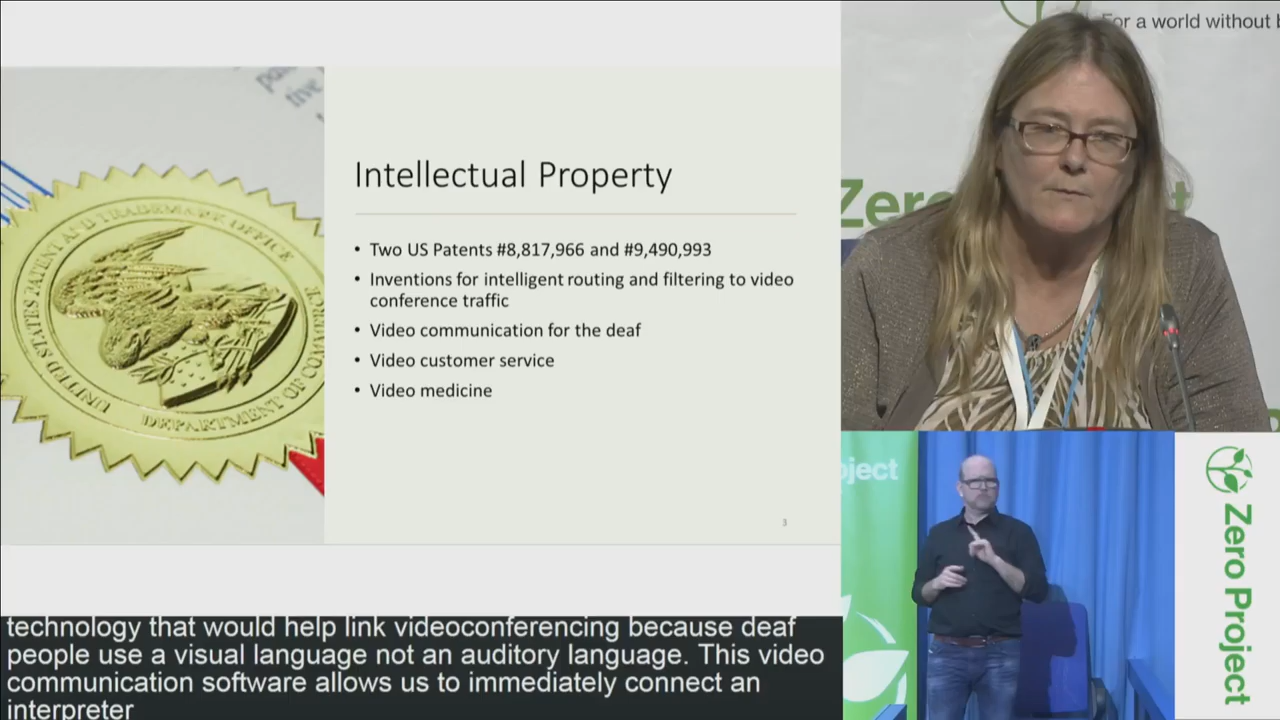 For a world without b
Intellectual Property
• Two US Patents #8,817,966 and #9,490,993
• Inventions for intelligent routing and filtering to video
conference traffic
• Video communication for the deaf
• Video customer service
• Video medicine
3
UNITED STATES PATENT AND TRADEMARK OFFICE
DEPARTMENT OF COMMERCE
Zero
t
oject
Zero Project
technology that would help link videoconferencing because deaf
people use a visual language not an auditory language. This video
communication software allows us to immediately connect an
interpreter